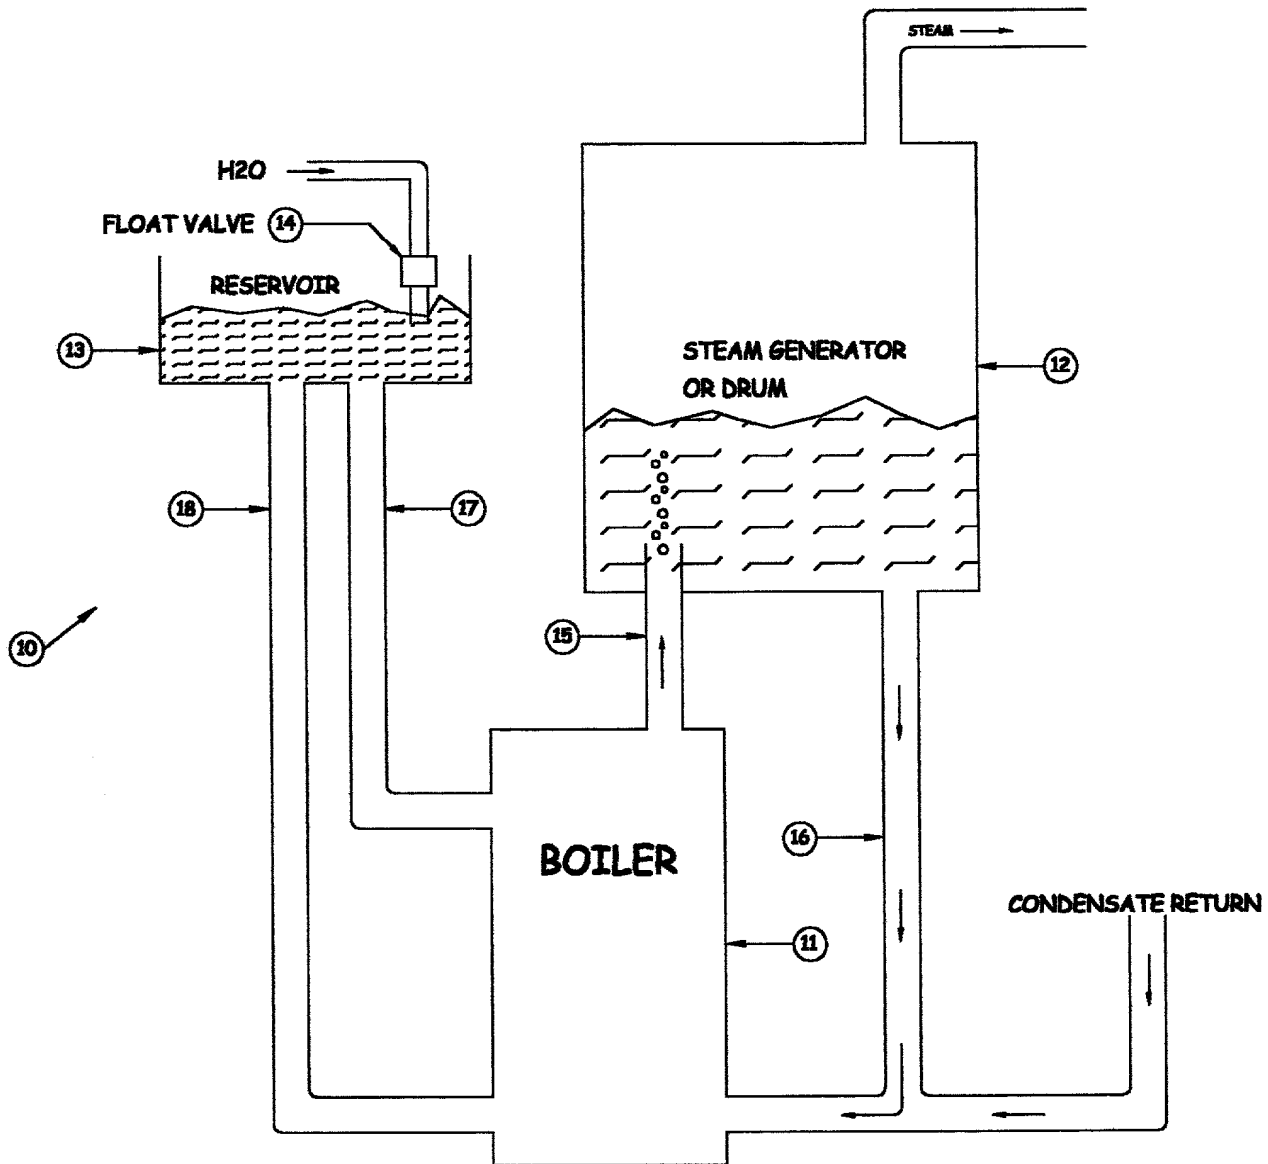 STEAM
H2O
FLOAT VALVE 14
RESERVOIR
13
STEAM GENERATOR
OR DRUM
12
18
17
10
15
16
BOILER
CONDENSATE RETURN
11